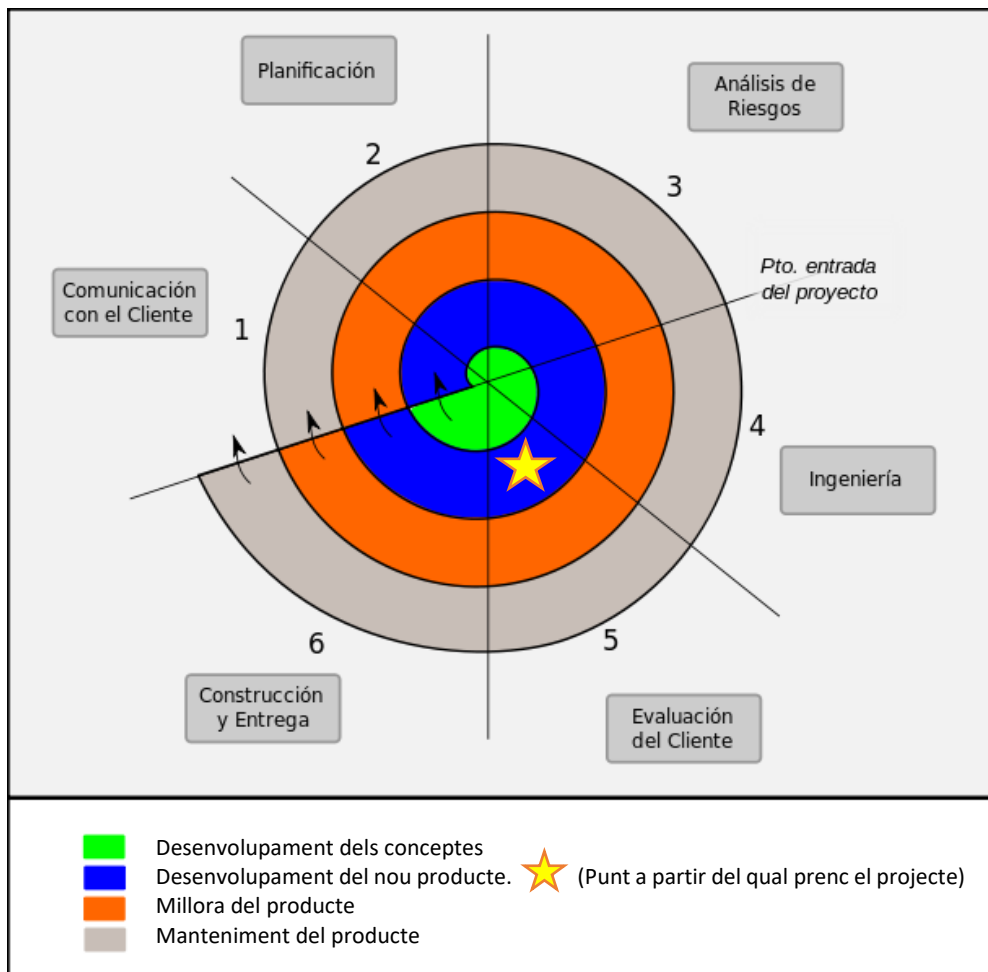 Planificación
Análisis de
Riesgos
2
3
Pto. entrada
del proyecto
Comunicación
con el Cliente
1
4
Ingeniería
5
6
Construcción
y Entrega
Evaluación
del Cliente
Desenvolupament dels conceptes
Desenvolupament del nou producte. (Punt a partir del qual prenc el projecte)
Millora del producte
Manteniment del producte